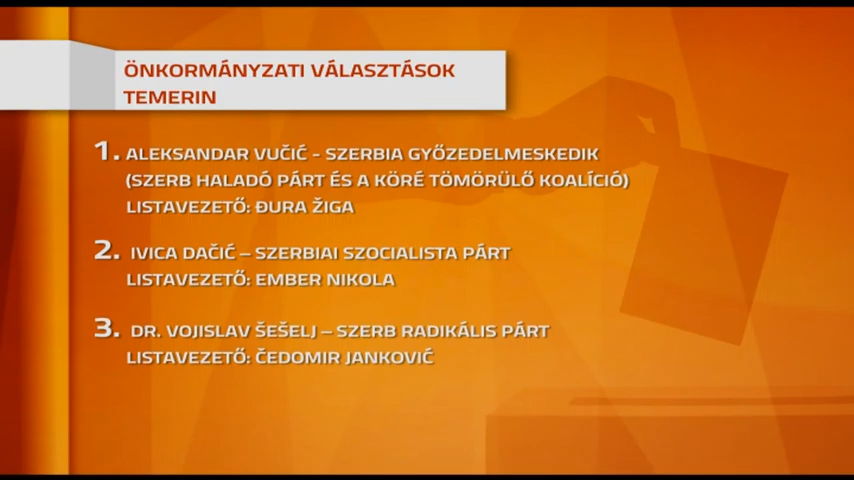 ÖNKORMÁNYZATI VÁLASZTÁSOK
TEMERIN
1. ALEKSANDAR VUČIĆ - SZERBIA GYŐZEDELMESKEDIK
(SZERB HALADÓ PÁRT ÉS A KÖRÉ TÖMÖRÜLŐ KOALÍCIÓ)
LISTAVEZETŐ: ĐURA ŽIGA
2. IVICA DAČIĆ – SZERBIAI SZOCIALISTA PÁRT
LISTAVEZETŐ: EMBER NIKOLA
3. DR. VOJISLAV ŠEŠELJ – SZERB RADIKÁLIS PÁRT
LISTAVEZETŐ: ČEDOMIR JANKOVIĆ